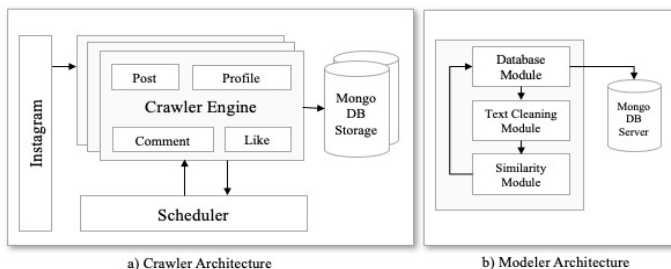 Instagram
Post
Profile
Crawler Engine
Comment
Like
Scheduler
Mongo
DB
Storage
a) Crawler Architecture
Database
Module
Text Cleaning
Module
Similarity
Module
Mongo
DB
Server
b) Modeler Architecture